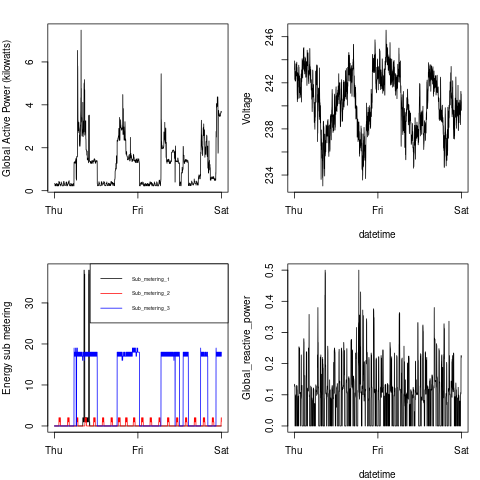 Global Active Power (kilowatts)
0 2 4 6
Thu Fri Sat
Voltage
234 238 242 246
Thu Fri Sat
datetime
Energy sub metering
0 10 20 30
Sub_metering_1
Sub_metering_2
Sub_metering_3
Thu Fri Sat
Global_reactive_power
0.0 0.1 0.2 0.3 0.4 0.5
Thu Fri Sat
datetime